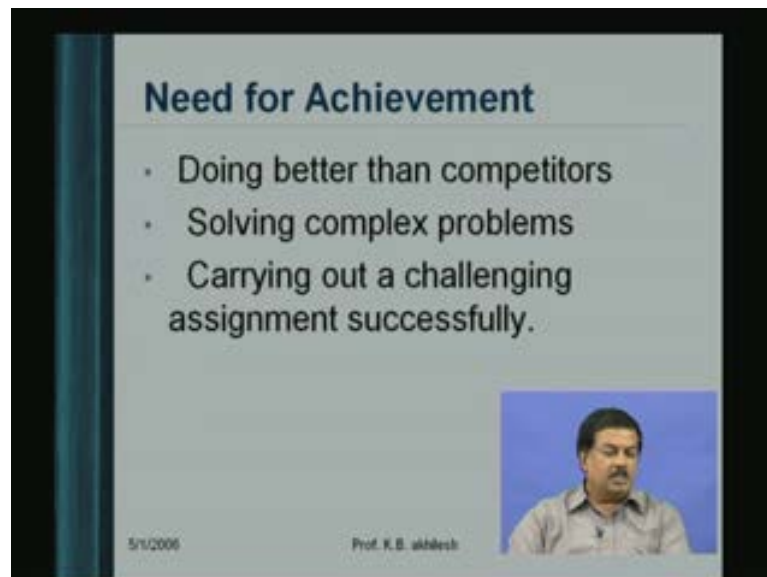 Need for Achievement
• Doing better than competitors
• Solving complex problems
• Carrying out a challenging
assignment successfully.
5/1/2006
Prof. K.B. akhilesh